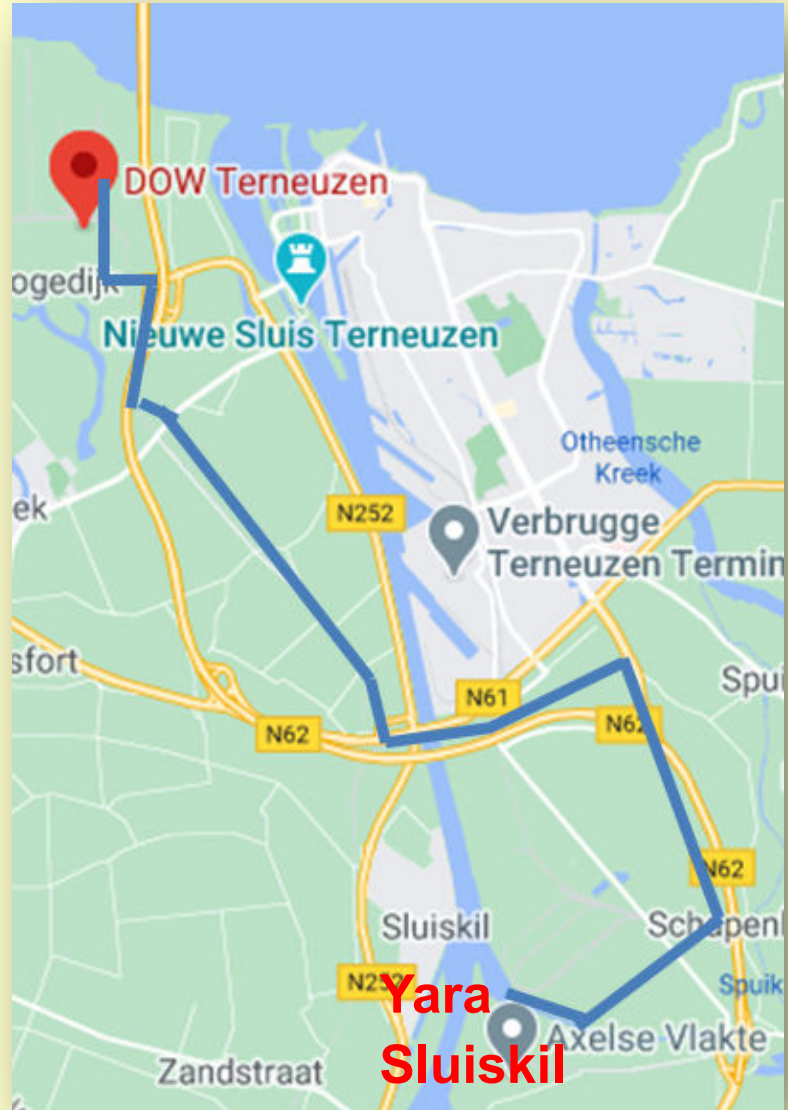 DOW Terneuzen
ogedijk
Nieuwe Sluis Terneuzen
Otheensche
Kreek
ek
N252
Verbrugge
Terneuzen Termin
sfort
N61
Spui
N62
N62
N62
Sluiskil
Schapenl
N252
Yara
Sluiskil
Spuik
Axelse Vlakte
Zandstraat